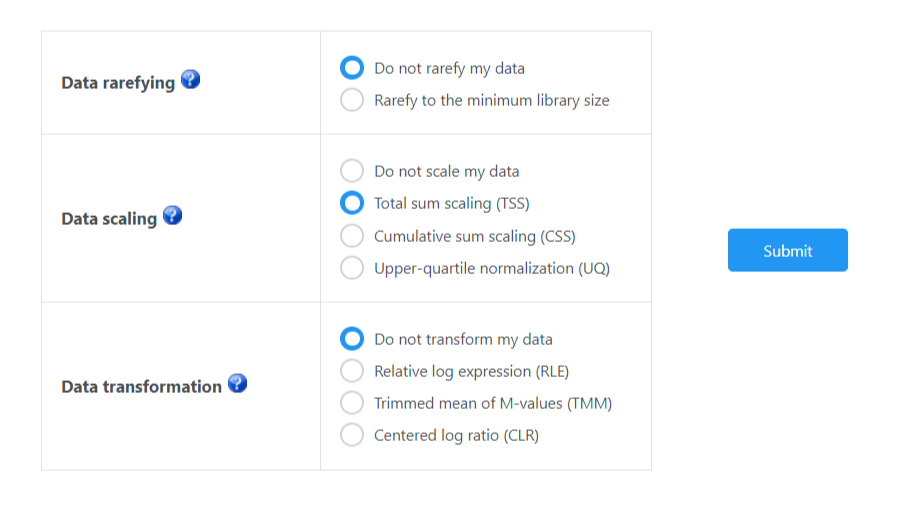 Data rarefying
Do not rarefy my data
Rarefy to the minimum library size
Data scaling
Do not scale my data
Total sum scaling (TSS)
Cumulative sum scaling (CSS)
Upper-quartile normalization (UQ)
Submit
Data transformation
Do not transform my data
Relative log expression (RLE)
Trimmed mean of M-values (TMM)
Centered log ratio (CLR)